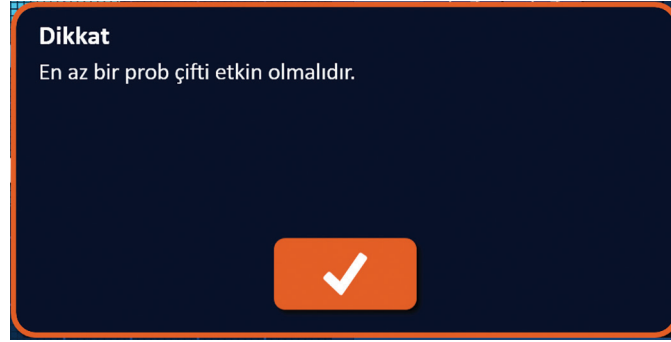 Dikkat
En az bir prob çifti etkin olmalıdır.